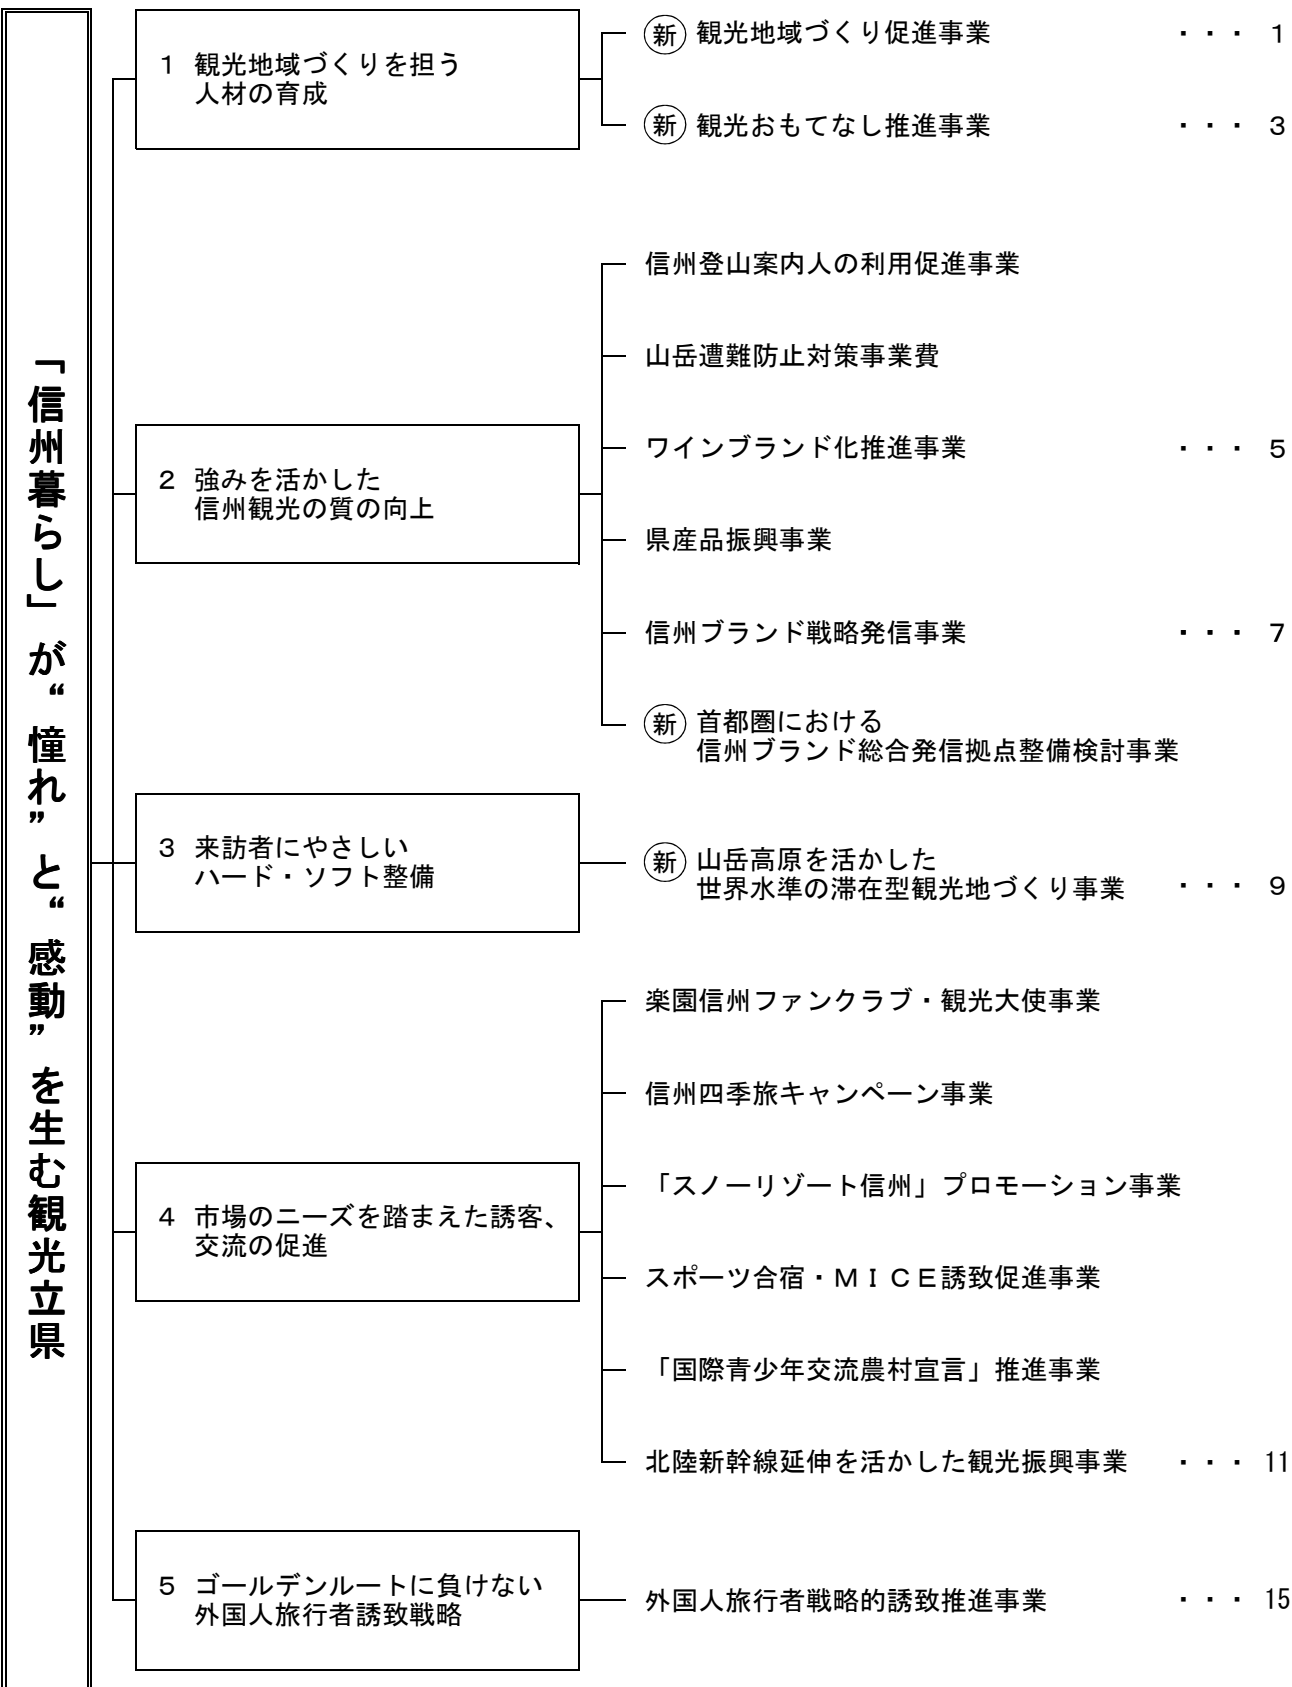 「信州暮らし」が“憧れ”と“感動”を生む観光立県
1 観光地域づくりを担う
人材の育成
新 観光地域づくり促進事業 ・・・ 1
新 観光おもてなし推進事業 ・・・ 3
2 強みを活かした
信州観光の質の向上
信州登山案内人の利用促進事業
山岳遭難防止対策事業費
ワインブランド化推進事業 ・・・ 5
県産品振興事業
信州ブランド戦略発信事業 ・・・ 7
新 首都圏における
信州ブランド総合発信拠点整備検討事業
3 来訪者にやさしい
ハード・ソフト整備
新 山岳高原を活かした
世界水準の滞在型観光地づくり事業 ・・・ 9
4 市場のニーズを踏まえた誘客、
交流の促進
楽園信州ファンクラブ・観光大使事業
信州四季旅キャンペーン事業
「スノーリゾート信州」プロモーション事業
スポーツ合宿・ＭＩＣＥ誘致促進事業
「国際青少年交流農村宣言」推進事業
北陸新幹線延伸を活かした観光振興事業 ・・・ 11
5 ゴールデンルートに負けない
外国人旅行者誘致戦略
外国人旅行者戦略的誘致推進事業 ・・・ 15